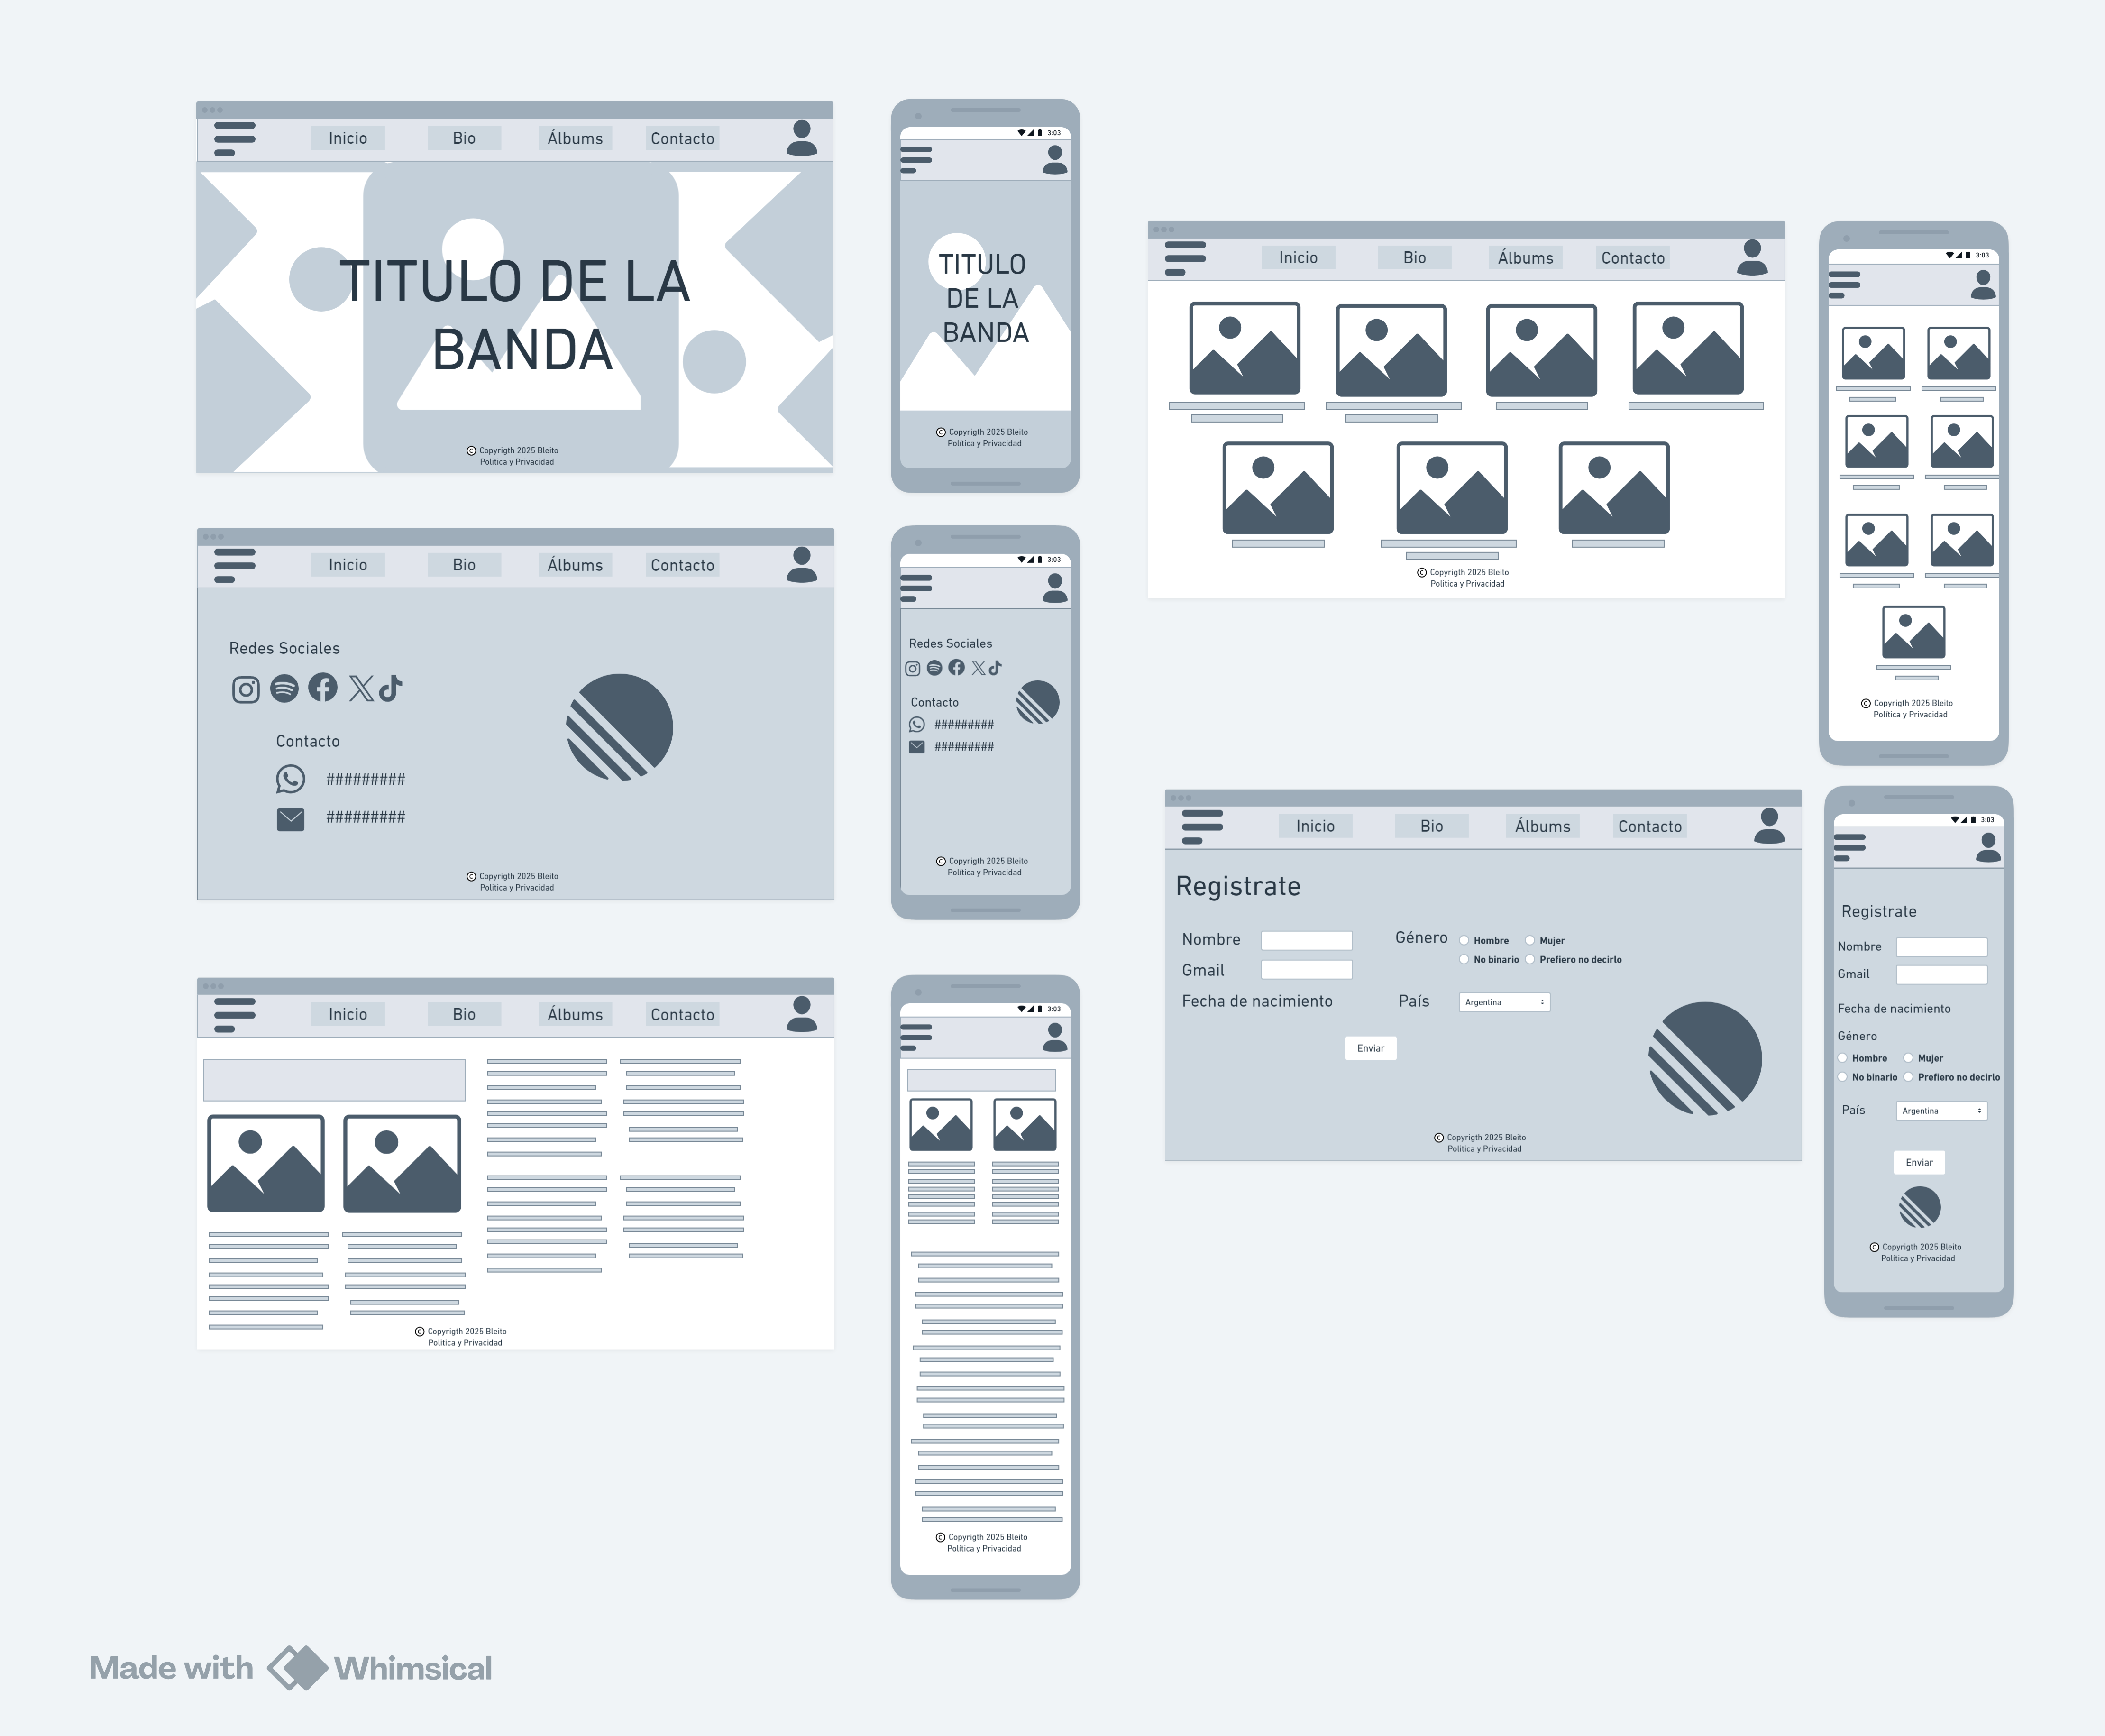 Inicio Bio Álbums Contacto
TITULO DE LA
BANDA
Copyrigth 2025 Bleito
Politica y Privacidad
3:03
TITULO
DE LA
BANDA
Copyrigth 2025 Bleito
Política y Privacidad
Inicio Bio Álbums Contacto
Redes Sociales
Contacto
#########
#########
Copyrigth 2025 Bleito
Politica y Privacidad
3:03
Redes Sociales
Contacto
#########
#########
Copyrigth 2025 Bleito
Política y Privacidad
Inicio Bio Álbums Contacto
Copyrigth 2025 Bleito
Politica y Privacidad
3:03
Copyrigth 2025 Bleito
Política y Privacidad
Inicio Bio Álbums Contacto
Copyrigth 2025 Bleito
Politica y Privacidad
3:03
Copyrigth 2025 Bleito
Política y Privacidad
Inicio Bio Álbums Contacto
Registrate
Nombre
Gmail
Fecha de nacimiento
Género
Hombre Mujer
No binario Prefiero no decirlo
País Argentina
Enviar
Copyrigth 2025 Bleito
Politica y Privacidad
3:03
Registrate
Nombre
Gmail
Fecha de nacimiento
Género
Hombre Mujer
No binario Prefiero no decirlo
País Argentina
Enviar
Copyrigth 2025 Bleito
Política y Privacidad
Made with Whimsical